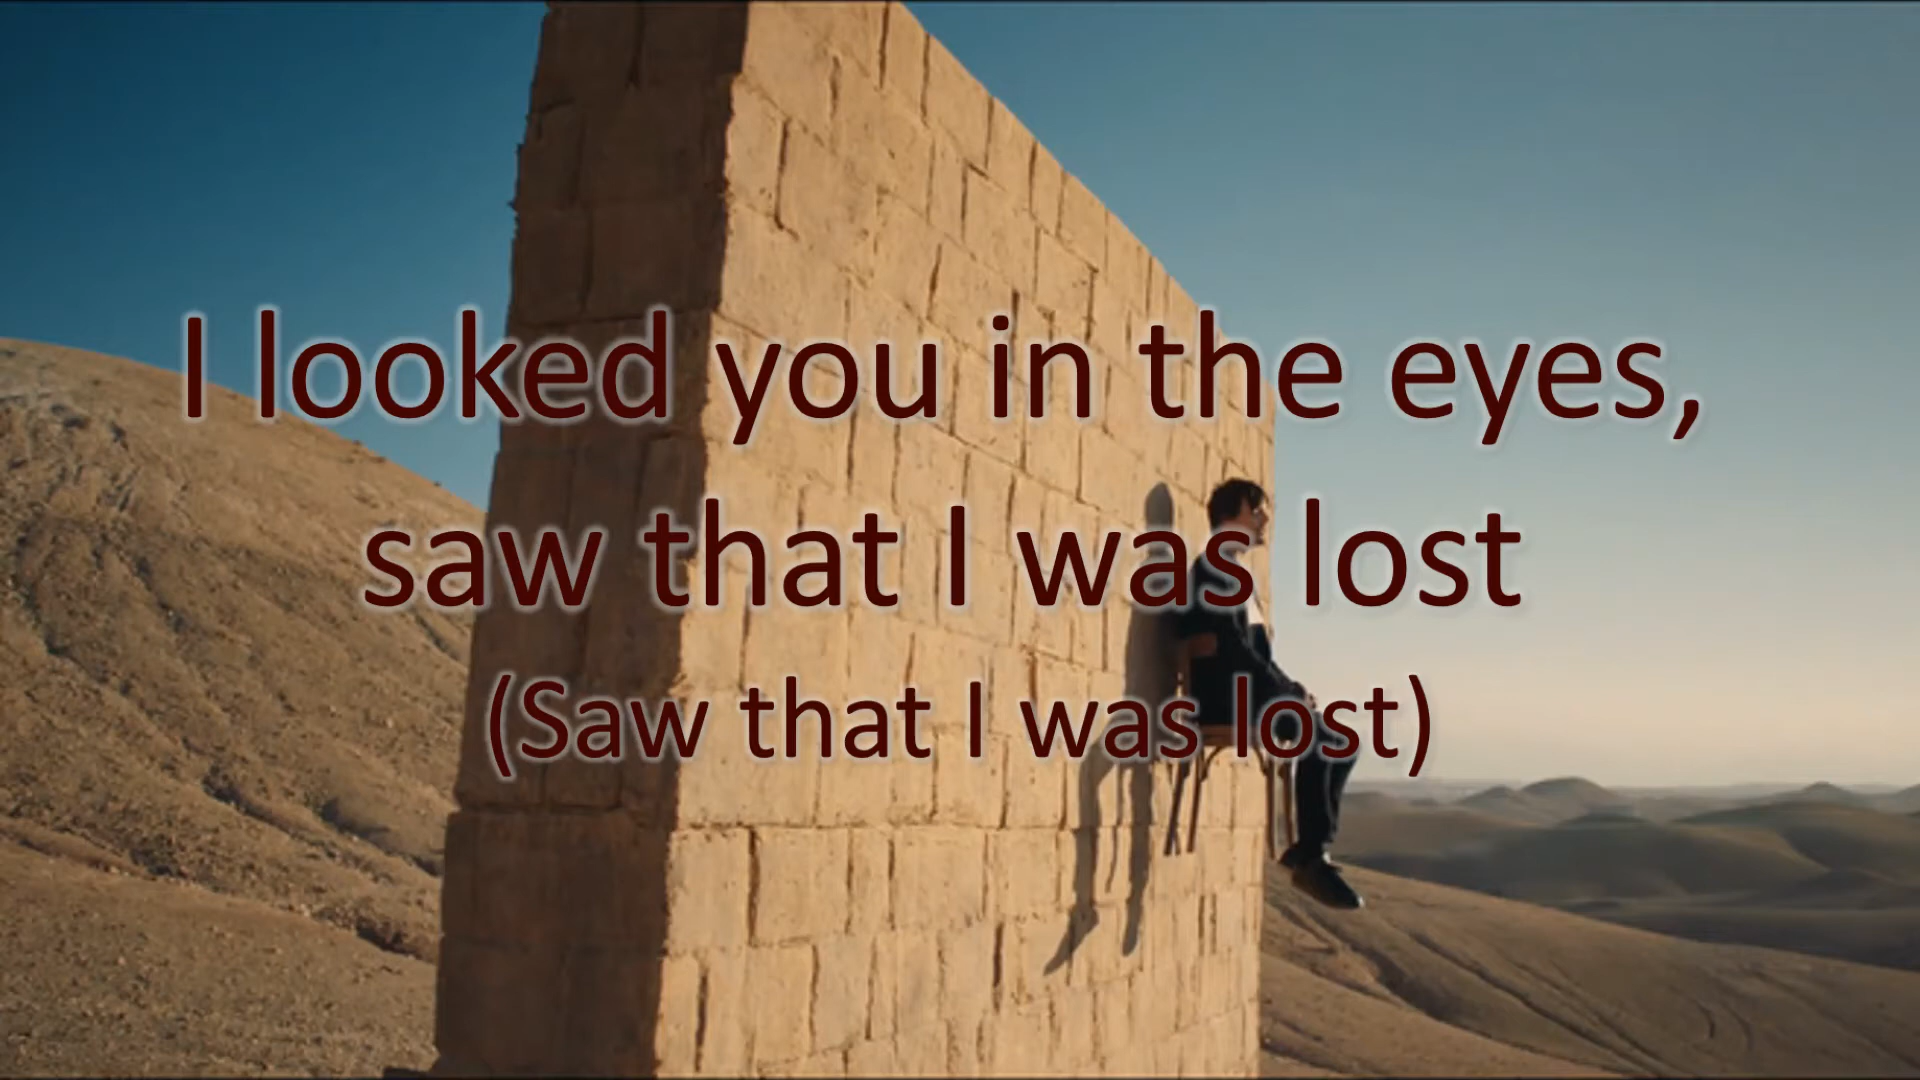 I looked you in the eyes,
saw that I was lost
(Saw that I was lost)